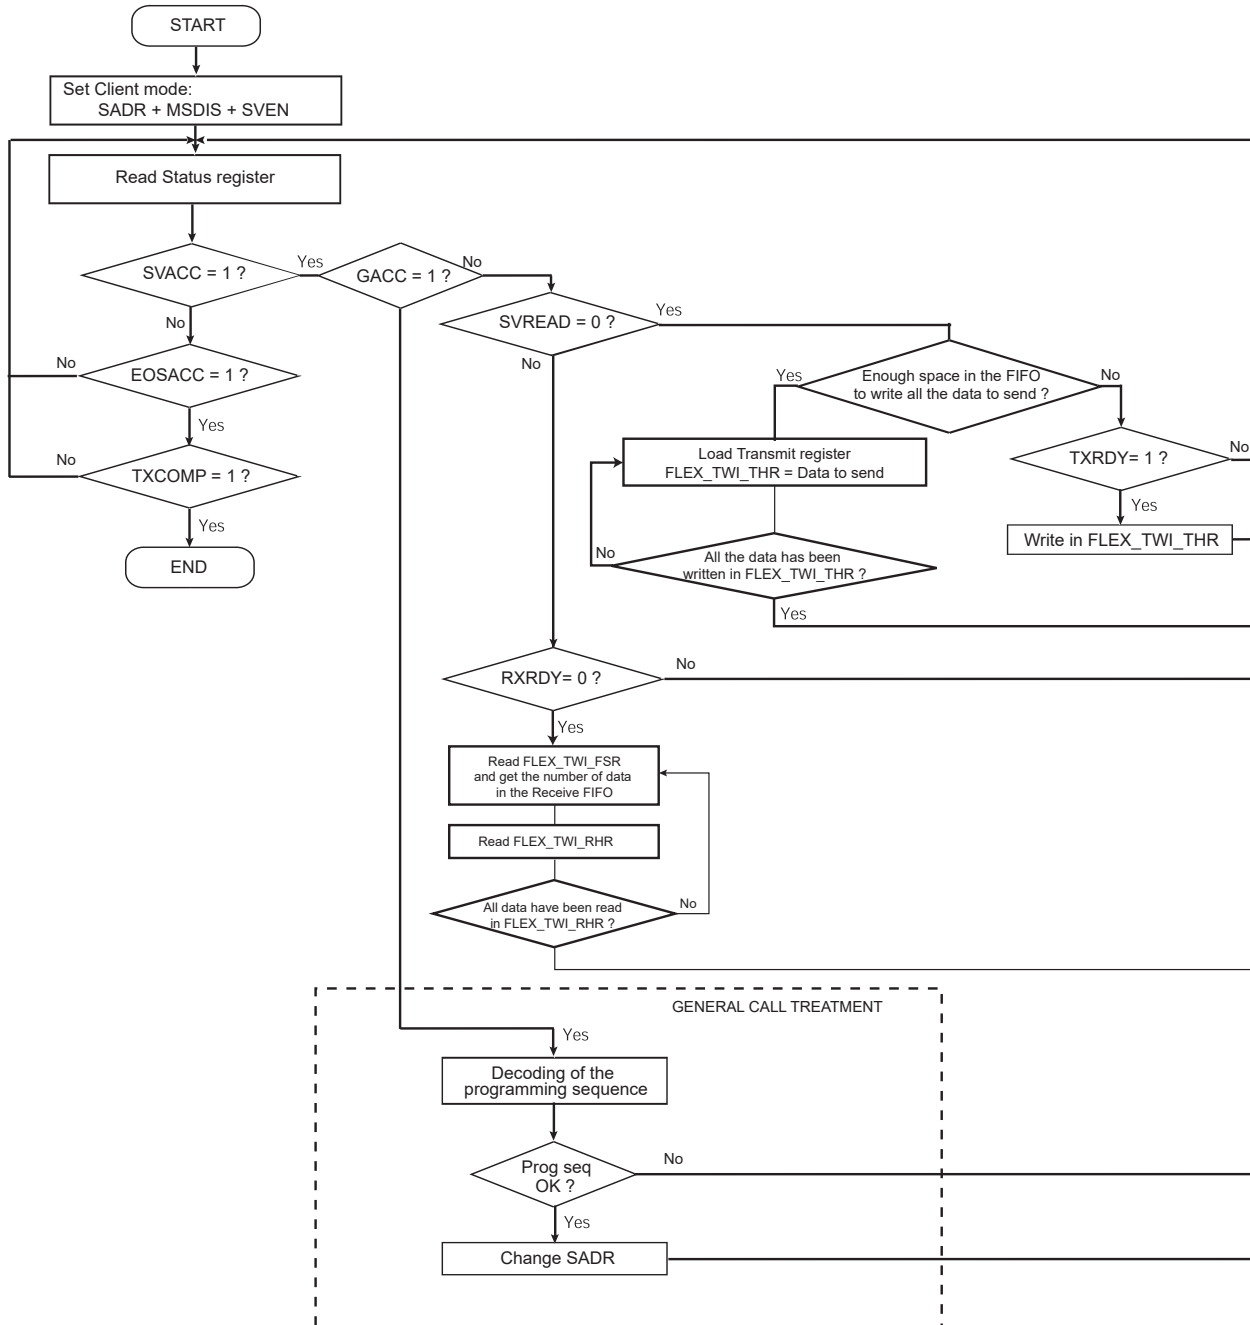 START
Set Client mode:
SADR + MSDIS + SVEN
Read Status register
SVACC = 1 ?
Yes
GACC = 1 ?
No
No
SVREAD = 0 ?
Yes
No
EOSACC = 1 ?
No
Yes
TXCOMP = 1 ?
No
Yes
END
Enough space in the FIFO
to write all the data to send ?
Yes
No
Load Transmit register
FLEX_TWI_THR = Data to send
TXRDY= 1 ?
No
Yes
Write in FLEX_TWI_THR
All the data has been
written in FLEX_TWI_THR ?
No
Yes
No
RXRDY= 0 ?
No
Yes
Read FLEX_TWI_FSR
and get the number of data
in the Receive FIFO
Read FLEX_TWI_RHR
All data have been read
in FLEX_TWI_RHR ?
No
GENERAL CALL TREATMENT
Yes
Decoding of the
programming sequence
Prog seq
OK ?
No
Yes
Change SADR